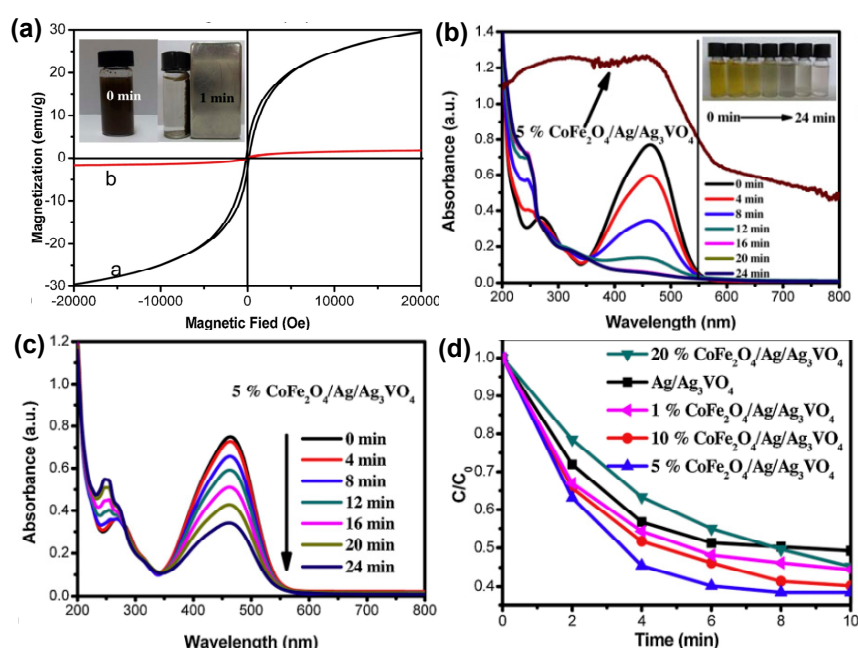 (a)
30
20
10
0
-10
-20
-30
Magnetization (emu/g)
0 min
1 min
b
a
-20000
-10000
0
10000
20000
Magnetic Fied (Oe)
(b)
1.4
1.2
1.0
0.8
0.6
0.4
0.2
0.0
Absorbance (a.u.)
5 % CoFe₂O₄/Ag/Ag₃VO₄
0 min
24 min
0 min
4 min
8 min
12 min
16 min
20 min
24 min
200 300 400 500 600 700 800
Wavelength (nm)
(c)
1.2
1.0
0.8
0.6
0.4
0.2
0.0
Absorbance (a.u.)
5 % CoFe₂O₄/Ag/Ag₃VO₄
0 min
4 min
8 min
12 min
16 min
20 min
24 min
200 300 400 500 600 700 800
Wavelength (nm)
(d)
1.0
0.9
0.8
0.7
0.6
0.5
0.4
C/C₀
20 % CoFe₂O₄/Ag/Ag₃VO₄
Ag/Ag₃VO₄
1 % CoFe₂O₄/Ag/Ag₃VO₄
10 % CoFe₂O₄/Ag/Ag₃VO₄
5 % CoFe₂O₄/Ag/Ag₃VO₄
0 2 4 6 8 10
Time (min)